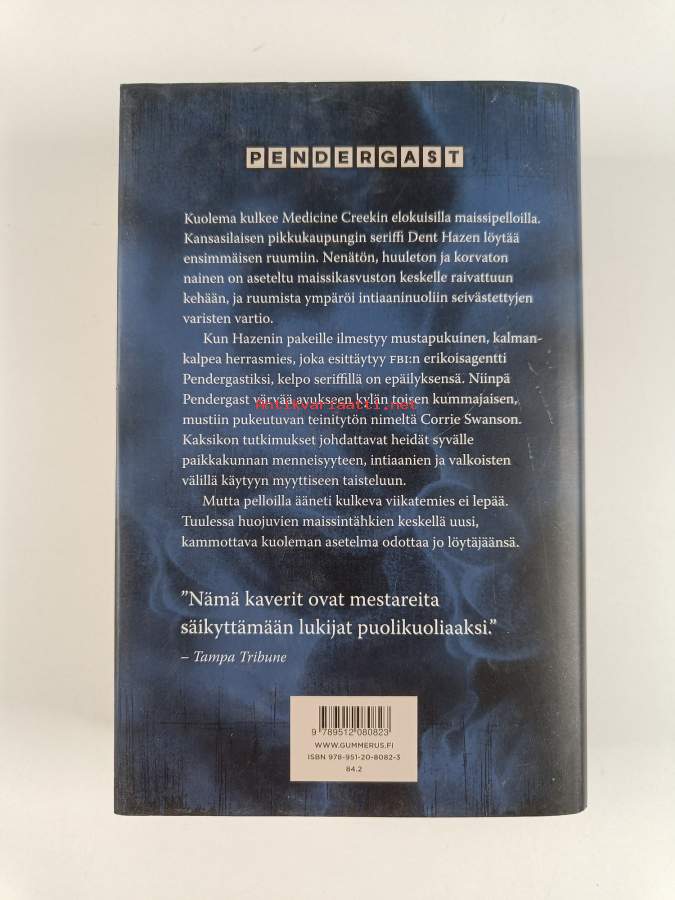 PENDERGAST
Kuolema kulkee Medicine Creekin elokuisilla maissipelloilla.
Kansasilaisen pikkukaupungin seriffi Dent Hazen löytää
ensimmäisen ruumiin. Nenätön, huuleton ja korvaton
nainen on aseteltu maissikasvuston keskelle raivattuun
kehään, ja ruumista ympäröi intiaaninuoliin seivästettyjen
varisten vartio.
Kun Hazenin pakeille ilmestyy mustapukuinen, kalman-
kalpea herrasmies, joka esittäytyy FBI:n erikoisagentti
Pendergastiksi, kelpo seriffillä on epäilyksensä. Niinpä
Pendergast värvää avukseen kylän toisen kummajaisen,
Antikvariaatti.net
mustiin pukeutuvan teinitytön nimeltä Corrie Swanson.
Kaksikon tutkimukset johdattavat heidät syvälle
paikkakunnan menneisyyteen, intiaanien ja valkoisten
välillä käytyyn myyttiseen taisteluun.
Mutta pelloilla ääneti kulkeva viikatemies ei lepää.
Tuulessa huojuvien maissintähkien keskellä uusi,
kammottava kuoleman asetelma odottaa jo löytäjäänsä.
”Nämä kaverit ovat mestareita
säikyttämään lukijat puolikuoliaaksi.”
– Tampa Tribune
9 789512 080823
WWW.GUMMERUS.FI
ISBN 978-951-20-8082-3
84.2